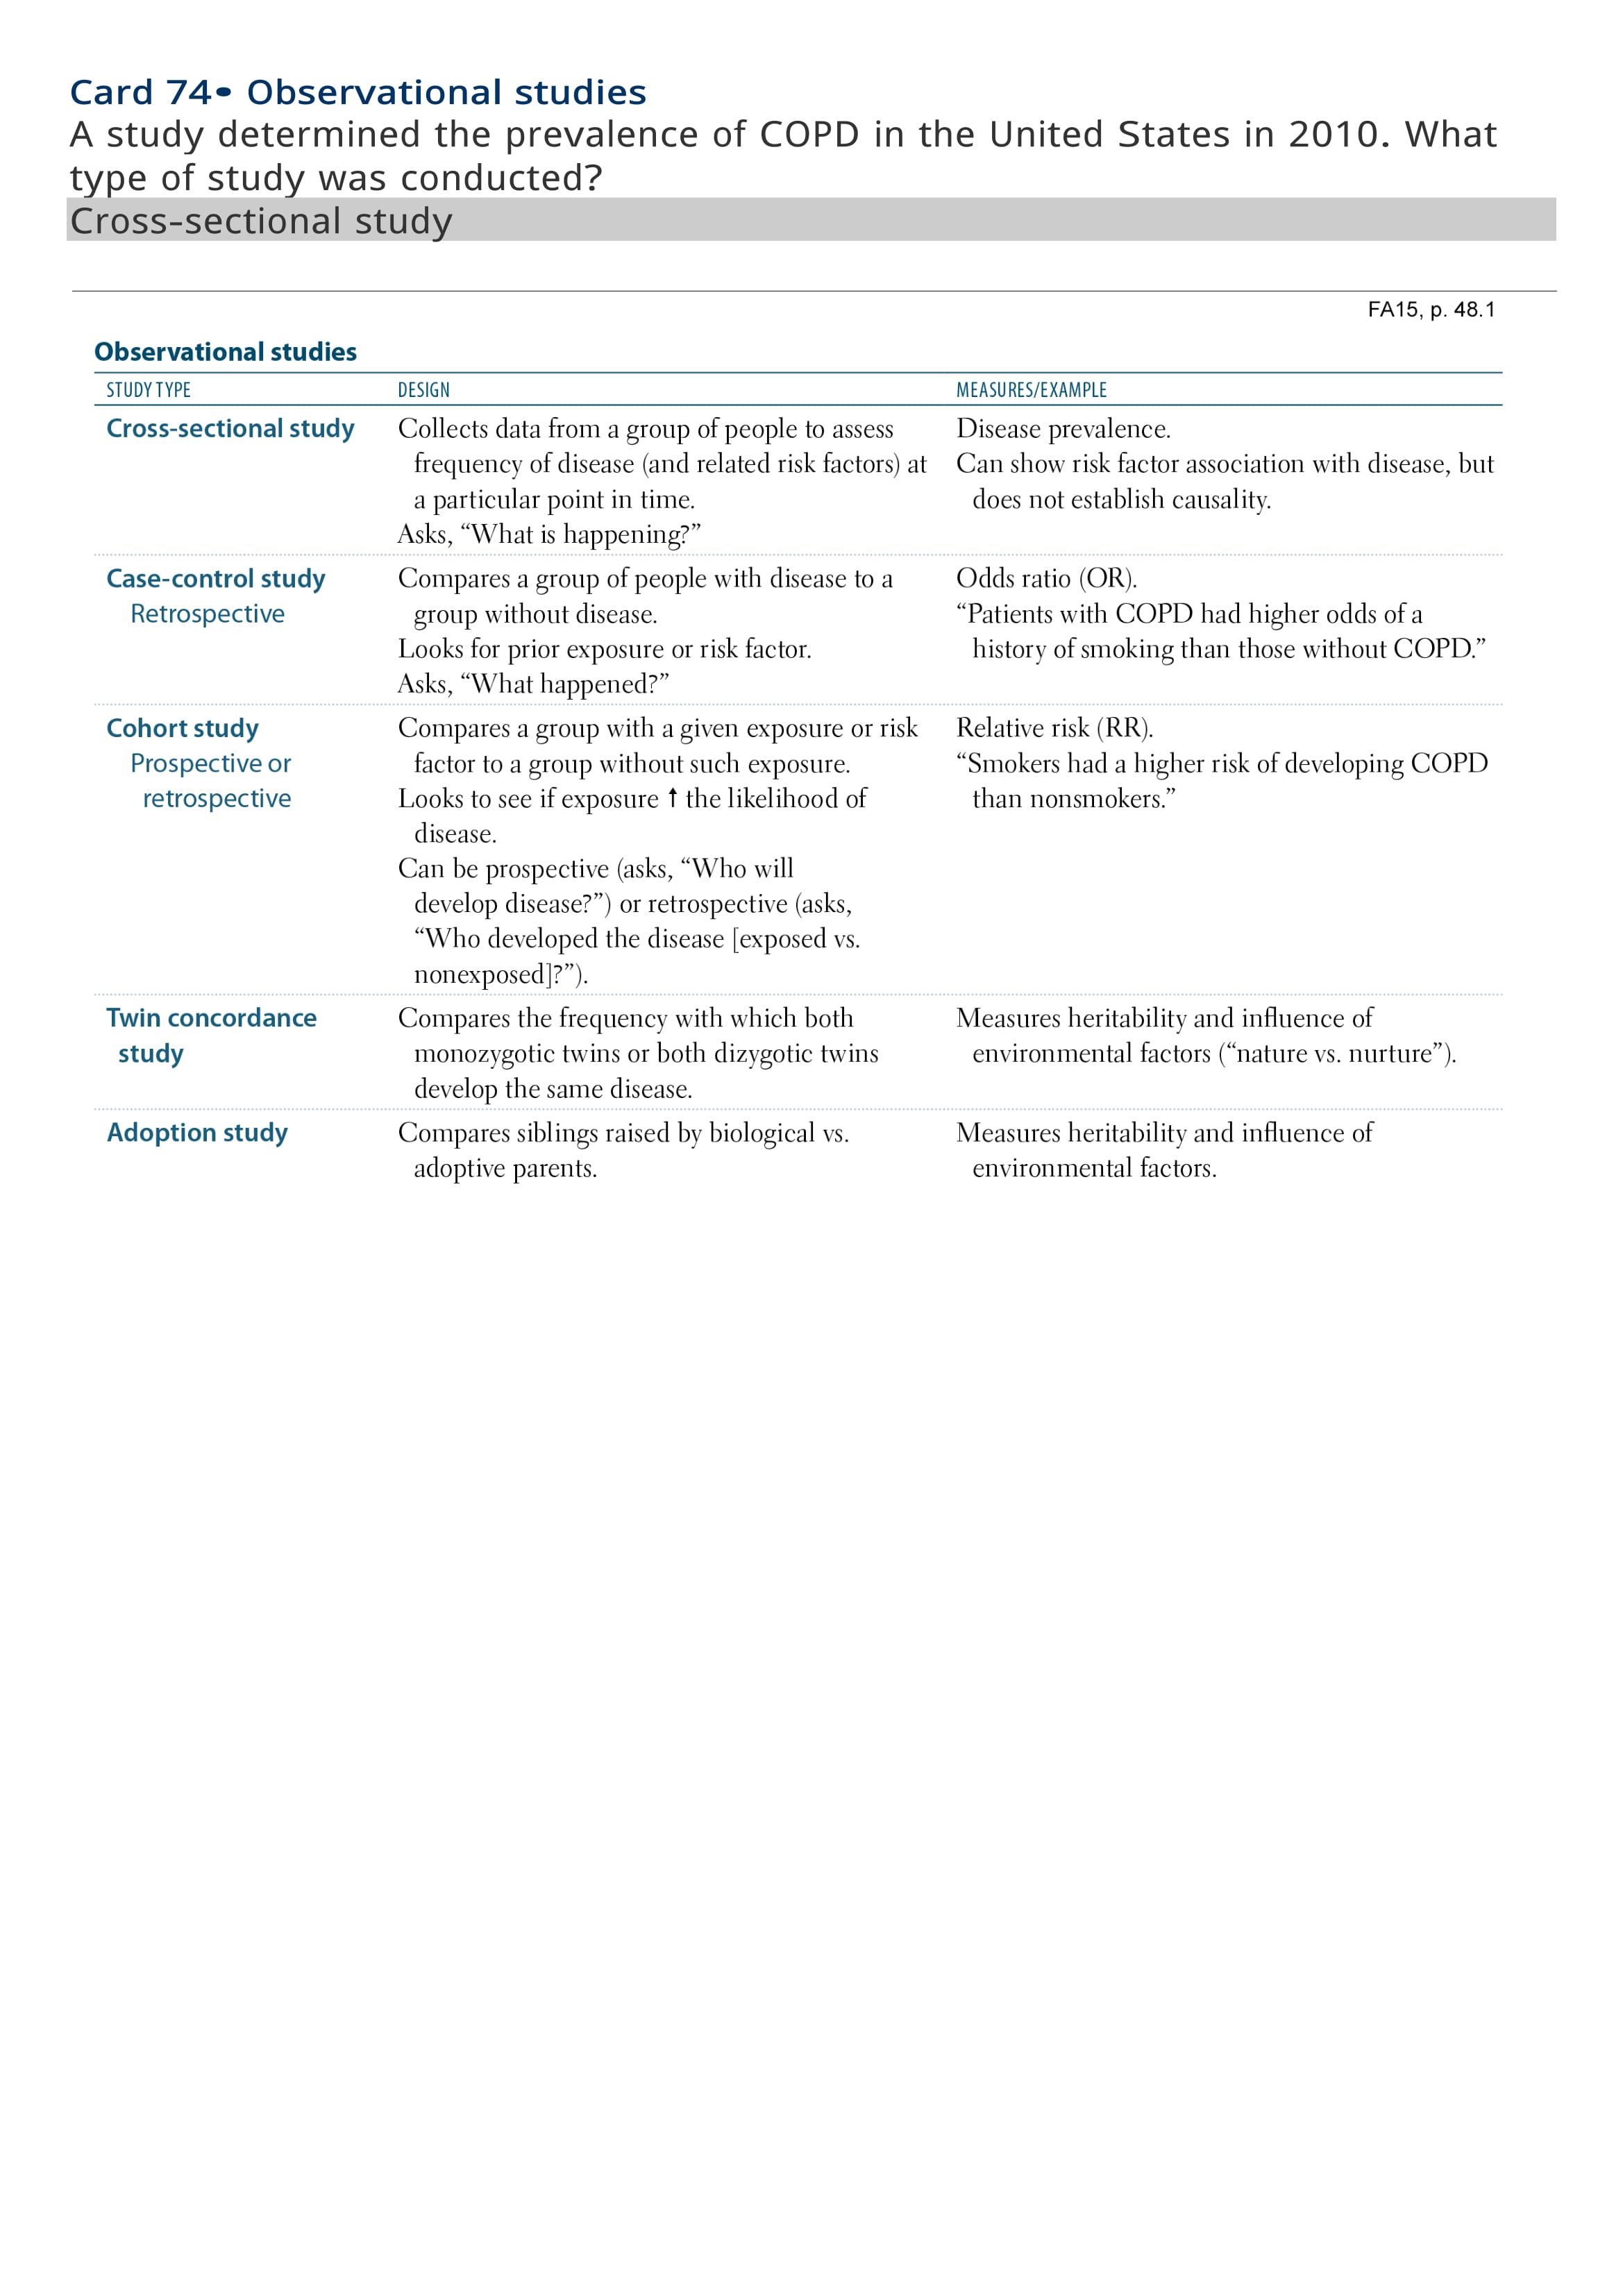 Card 74• Observational studies
A study determined the prevalence of COPD in the United States in 2010. What
type of study was conducted?
Cross-sectional study
FA15, p. 48.1
Observational studies
STUDY TYPE DESIGN MEASURES/EXAMPLE
Cross-sectional study Collects data from a group of people to assess Disease prevalence.
frequency of disease (and related risk factors) at Can show risk factor association with disease, but
a particular point in time. does not establish causality.
Asks, “What is happening?”
Case-control study Compares a group of people with disease to a Odds ratio (OR).
Retrospective group without disease. “Patients with COPD had higher odds of a
Looks for prior exposure or risk factor. history of smoking than those without COPD.”
Asks, “What happened?”
Cohort study Compares a group with a given exposure or risk Relative risk (RR).
Prospective or factor to a group without such exposure. “Smokers had a higher risk of developing COPD
retrospective Looks to see if exposure ↑ the likelihood of than nonsmokers.”
disease.
Can be prospective (asks, “Who will
develop disease?”) or retrospective (asks,
“Who developed the disease [exposed vs.
nonexposed]?”).
Twin concordance Compares the frequency with which both Measures heritability and influence of
study monozygotic twins or both dizygotic twins environmental factors (“nature vs. nurture”).
develop the same disease.
Adoption study Compares siblings raised by biological vs. Measures heritability and influence of
adoptive parents. environmental factors.